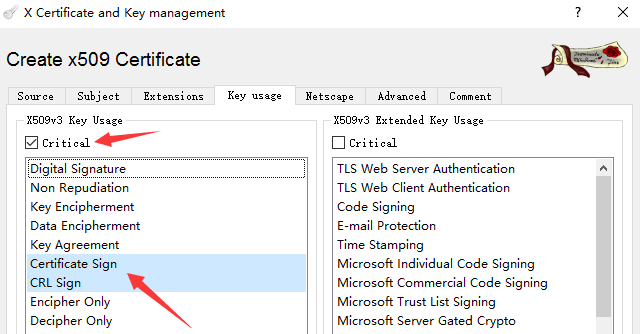 X Certificate and Key management
?
Create x509 Certificate
Source Subject Extensions Key usage Netscape Advanced Comment
X509v3 Key Usage
Critical
Digital Signature
Non Repudiation
Key Encipherment
Data Encipherment
Key Agreement
Certificate Sign
CRL Sign
Encipher Only
Decipher Only
X509v3 Extended Key Usage
Critical
TLS Web Server Authentication
TLS Web Client Authentication
Code Signing
E-mail Protection
Time Stamping
Microsoft Individual Code Signing
Microsoft Commercial Code Signing
Microsoft Trust List Signing
Microsoft Server Gated Crypto